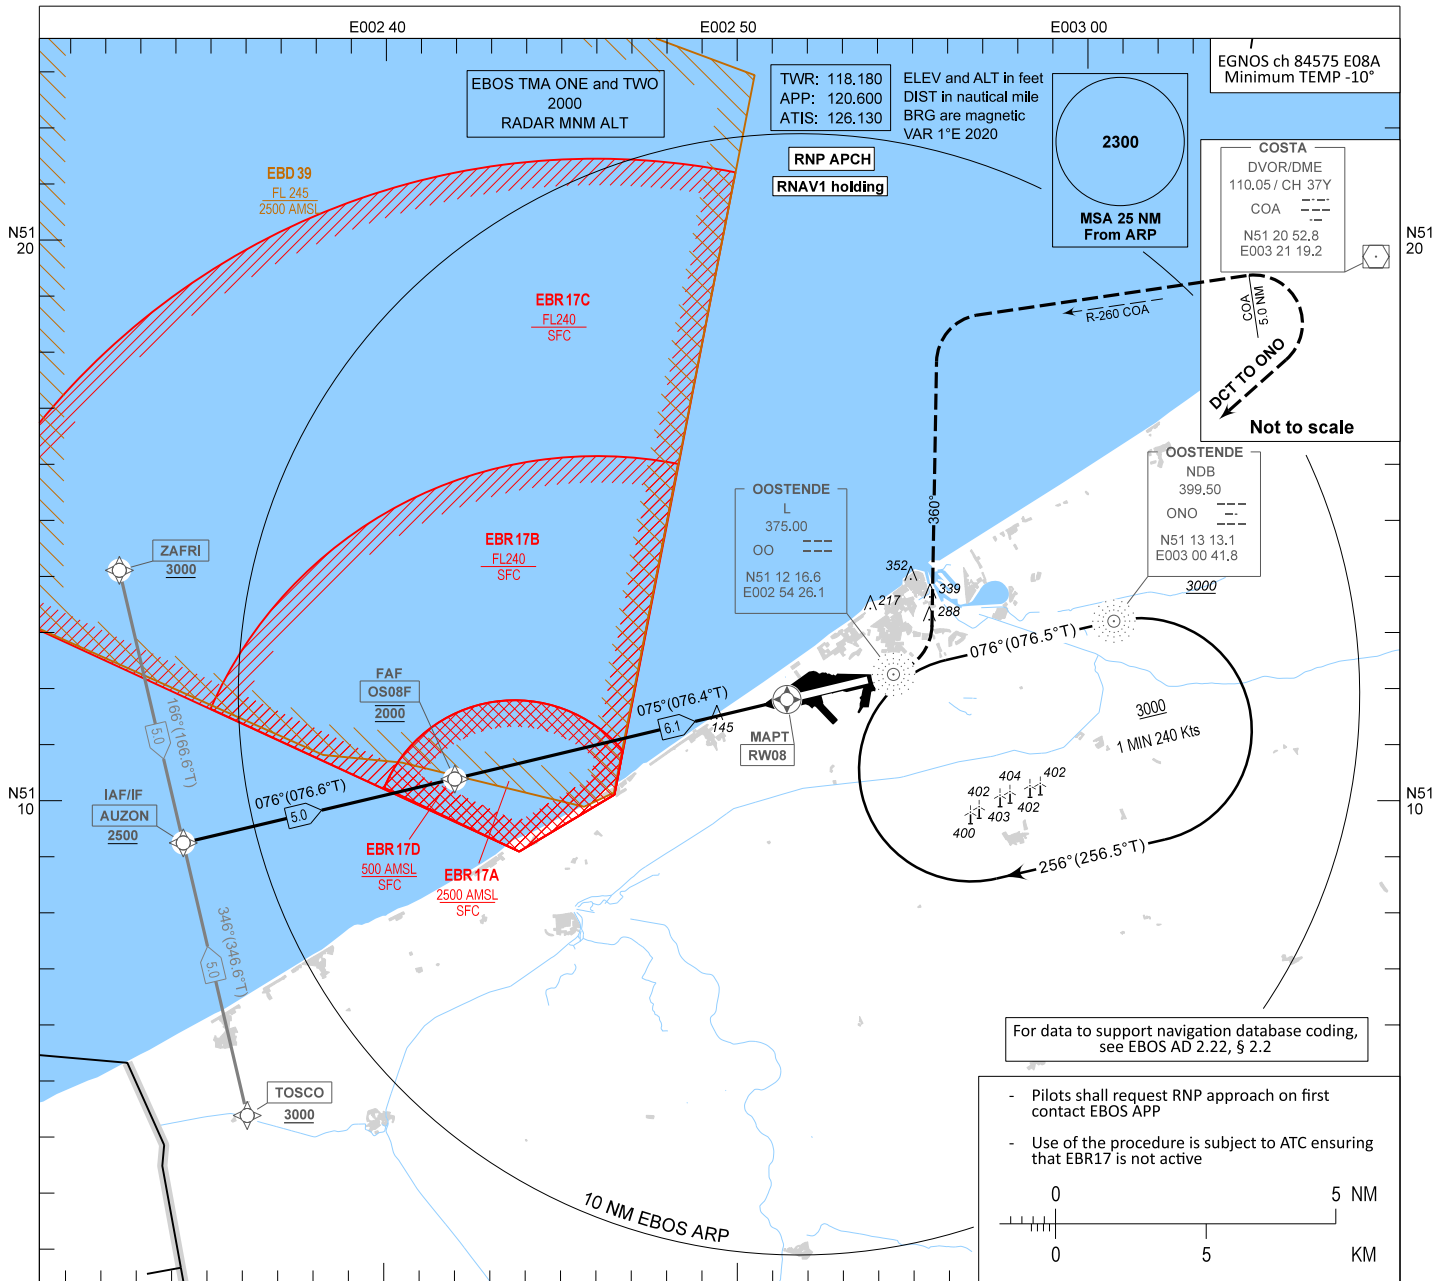 E002 40
E002 50
E003 00
EGNOS ch 84575 E08A
Minimum TEMP -10°
EBOS TMA ONE and TWO
2000
RADAR MNM ALT
TWR: 118.180
APP: 120.600
ATIS: 126.130
ELEV and ALT in feet
DIST in nautical mile
BRG are magnetic
VAR 1°E 2020
2300
MSA 25 NM
From ARP
RNP APCH
RNAV1 holding
COSTA
DVOR/DME
110.05 / CH 37Y
COA
N51 20 52.8
E003 21 19.2
EBD 39
FL 245
2500 AMSL
N51
20
N51
20
EBR 17C
FL240
SFC
R-260 COA
COA
5.0 NM
DCT TO ONO
Not to scale
OOSTENDE
NDB
399.50
ONO
N51 13 13.1
E003 00 41.8
OOSTENDE
L
375.00
OO
N51 12 16.6
E002 54 26.1
360°
EBR 17B
FL240
SFC
ZAFRI
3000
352
339
217
288
3000
076°(076.5°T)
FAF
OS08F
2000
075°(076.4°T)
6.1
145
MAPT
RW08
3000
1 MIN 240 Kts
166°(166.6°T)
5.0
402
404
402
402
403
400
IAF/IF
AUZON
2500
076°(076.6°T)
5.0
N51
10
N51
10
EBR 17D
500 AMSL
SFC
EBR 17A
2500 AMSL
SFC
256°(256.5°T)
346°(346.6°T)
5.0
TOSCO
3000
For data to support navigation database coding,
see EBOS AD 2.22, § 2.2
- Pilots shall request RNP approach on first
contact EBOS APP
- Use of the procedure is subject to ATC ensuring
that EBR17 is not active
10 NM EBOS ARP
0 5 NM
0 5 KM